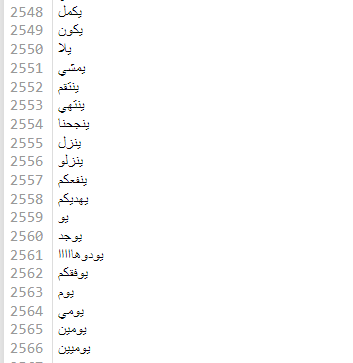 2548 يكمل
2549 يكون
2550 يلا
2551 يمشي
2552 ينتقم
2553 ينتهي
2554 ينجحنا
2555 ينزل
2556 ينزلو
2557 ينفعكم
2558 يهديكم
2559 يو
2560 يوجد
2561 يودوهااااا
2562 يوفقكم
2563 يوم
2564 يومي
2565 يومين
2566 يوميين